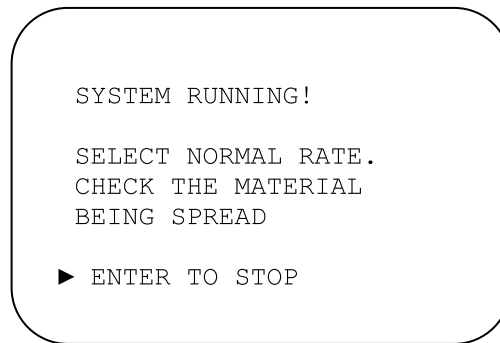 SYSTEM RUNNING!
SELECT NORMAL RATE.
CHECK THE MATERIAL
BEING SPREAD
► ENTER TO STOP